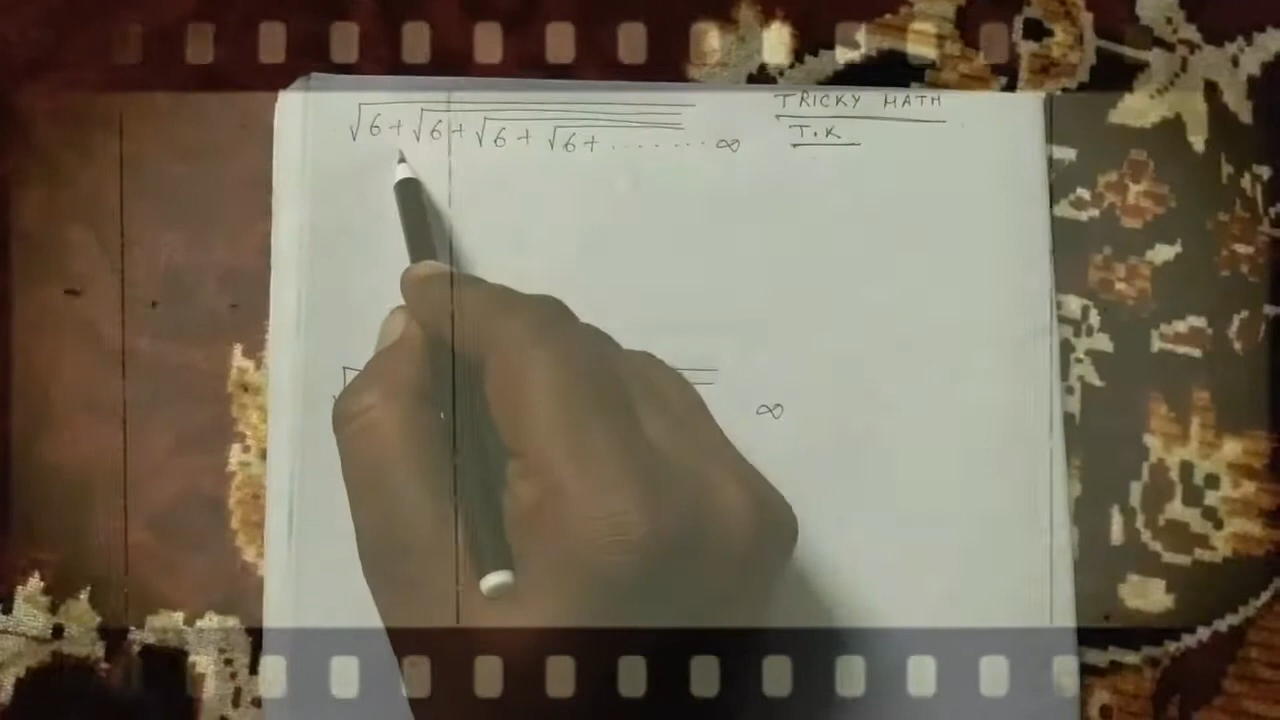 √6 + √6 + √6 + √6 + ........ ∞
TRICKY MATH
T.K
∞